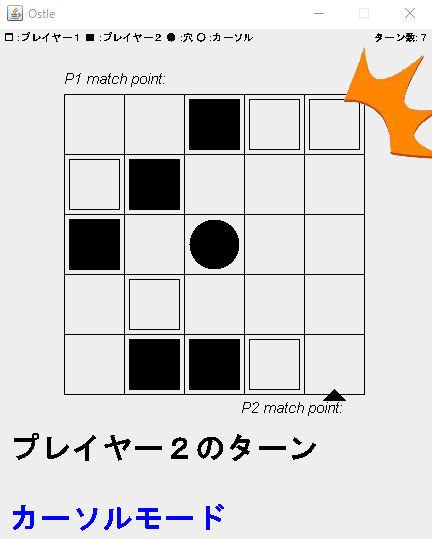 Ostle
□ :プレイヤー1 ■ :プレイヤー2 ● :穴 〇 :カーソル ターン数: 7
P1 match point:
P2 match point:
プレイヤー2のターン
カーソルモード